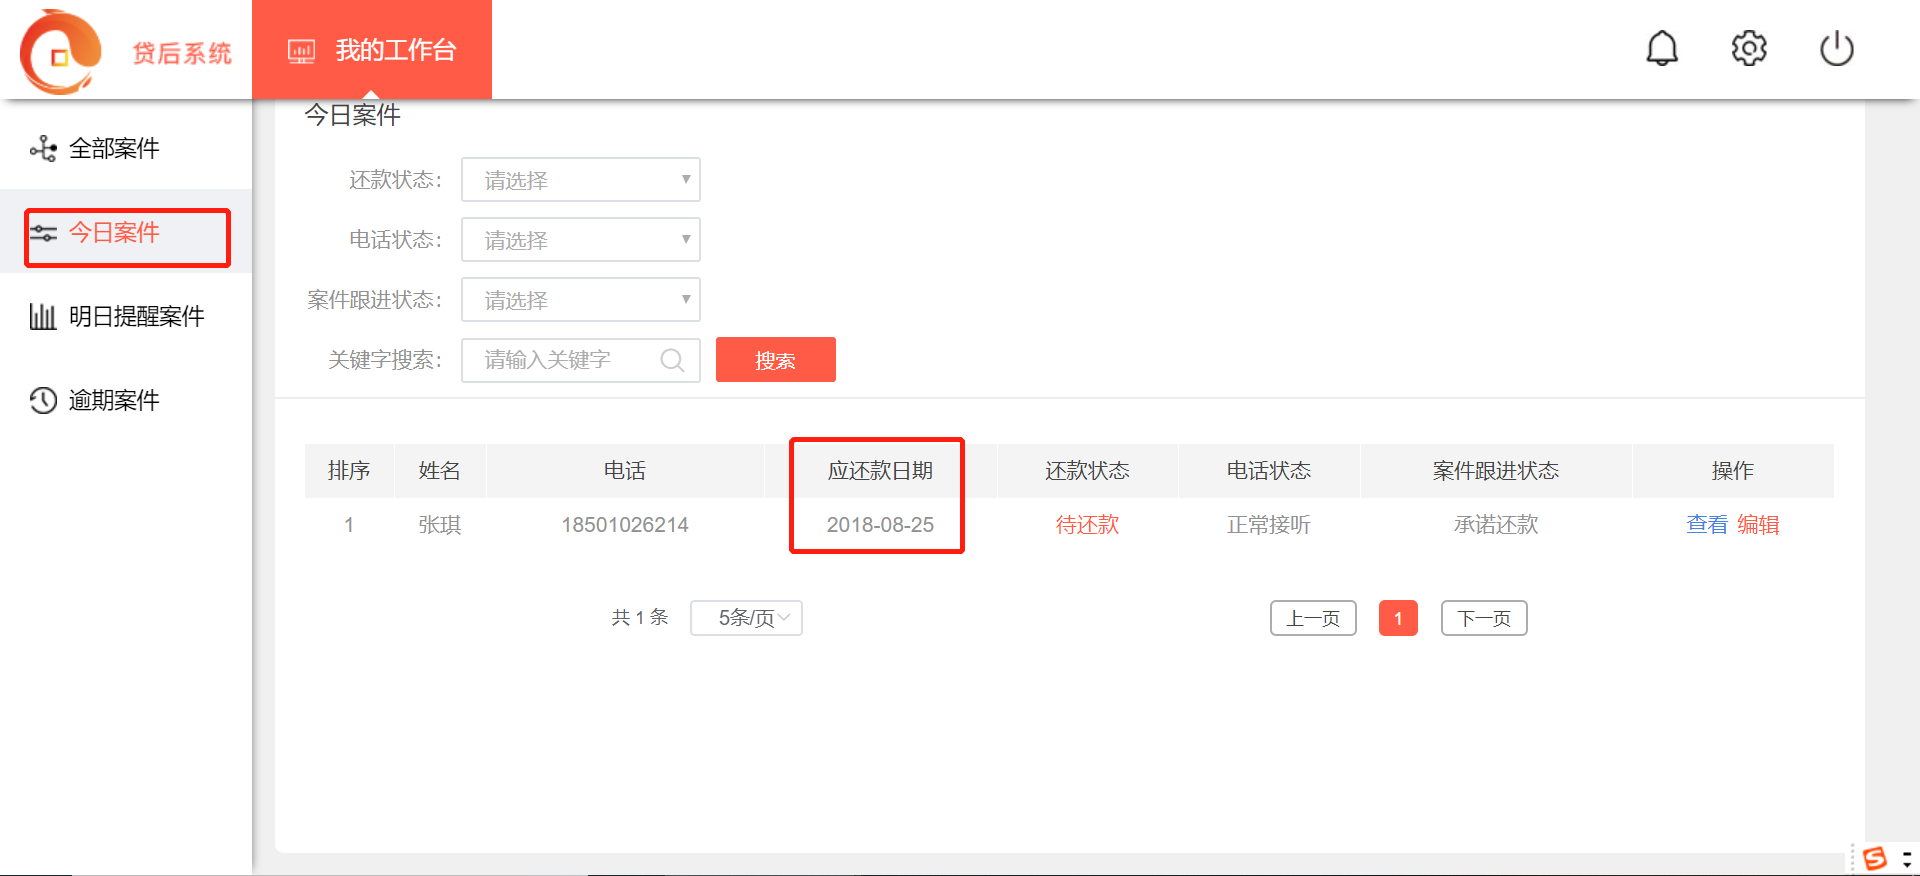 贷后系统
我的工作台
全部案件
今日案件
明日提醒案件
逾期案件
今日案件
还款状态： 请选择
电话状态： 请选择
案件跟进状态： 请选择
关键字搜索： 请输入关键字 搜索
排序 姓名 电话 应还款日期 还款状态 电话状态 案件跟进状态 操作
1 张琪 18501026214 2018-08-25 待还款 正常接听 承诺还款 查看 编辑
共 1 条 5条/页 上一页 1 下一页